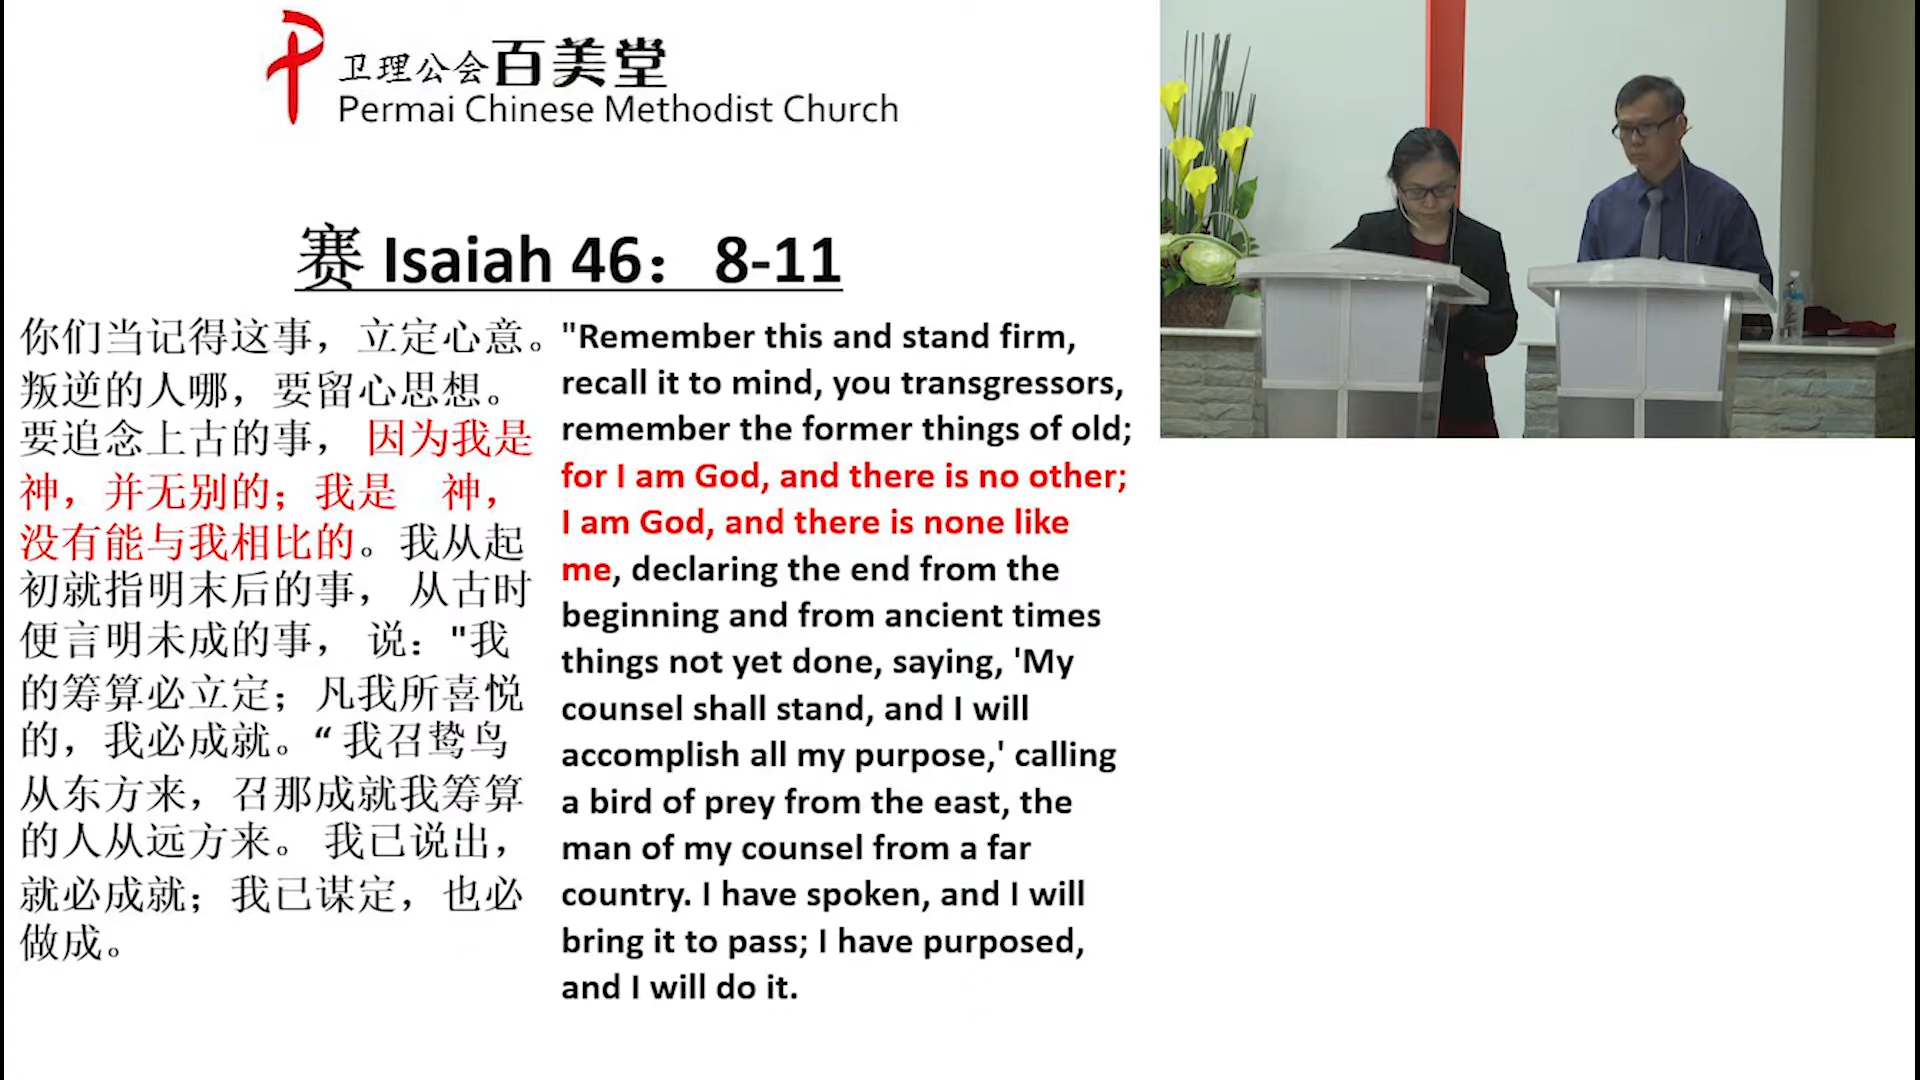 卫理公会百美堂
Permai Chinese Methodist Church
赛 Isaiah 46： 8-11
你们当记得这事，立定心意。
叛逆的人哪，要留心思想。
要追念上古的事， 因为我是
神，并无别的；我是　神，
没有能与我相比的。我从起
初就指明末后的事， 从古时
便言明未成的事， 说："我
的筹算必立定；凡我所喜悦
的，我必成就。“ 我召鸷鸟
从东方来，召那成就我筹算
的人从远方来。 我已说出，
就必成就；我已谋定，也必
做成。
"Remember this and stand firm,
recall it to mind, you transgressors,
remember the former things of old;
for I am God, and there is no other;
I am God, and there is none like
me, declaring the end from the
beginning and from ancient times
things not yet done, saying, 'My
counsel shall stand, and I will
accomplish all my purpose,' calling
a bird of prey from the east, the
man of my counsel from a far
country. I have spoken, and I will
bring it to pass; I have purposed,
and I will do it.